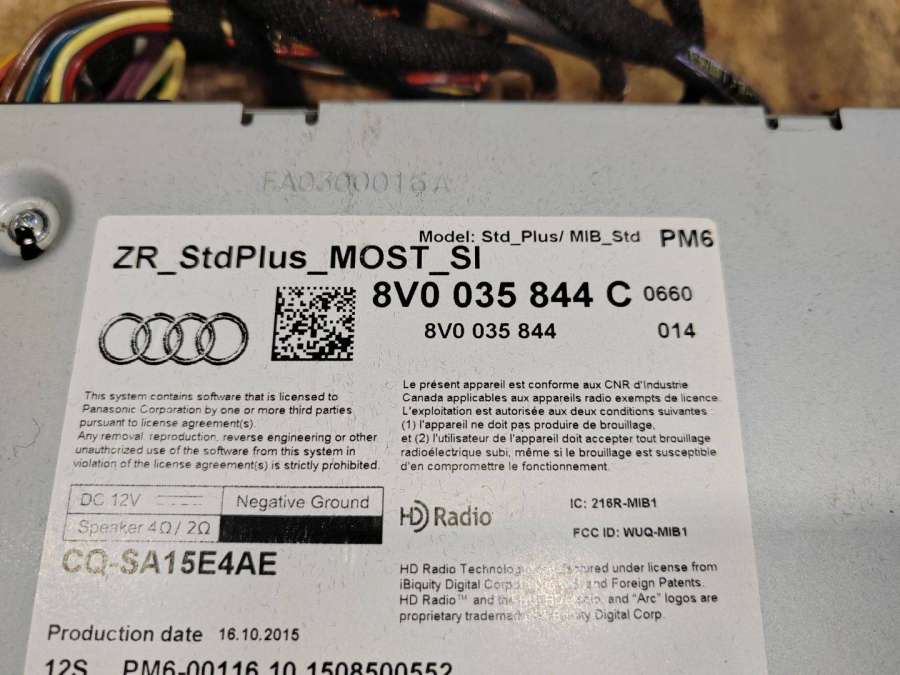 Model: Std_Plus/ MIB_Std PM6
ZR_StdPlus_MOST_SI
8V0 035 844 C 0660
8V0 035 844 014
This system contains software that is licensed to
Panasonic Corporation by one or more third parties
pursuant to license agreement(s).
Any removal, reproduction, reverse engineering or other
unauthorized use of the software from this system in
violation of the license agreement(s) is strictly prohibited.
Le présent appareil est conforme aux CNR d'Industrie
Canada applicables aux appareils radio exempts de licence.
L'exploitation est autorisée aux deux conditions suivantes
(1) l'appareil ne doit pas produire de brouillage,
et (2) l'utilisateur de l'appareil doit accepter tout brouillage
radioélectrique subi, même si le brouillage est susceptible
d'en compromettre le fonctionnement.
DC 12V Negative Ground
Speaker 4Ω/ 2Ω
CQ-SA15E4AE
HD Radio
IC: 216R-MIB1
FCC ID: WUQ-MIB1
HD Radio under license from
iBiquity Digital and Foreign Patents.
HD Radio™ and the and "Arc" logos are
proprietary Digital Corp.
Production date 16.10.2015
12S PM6-00116.10.1508500552